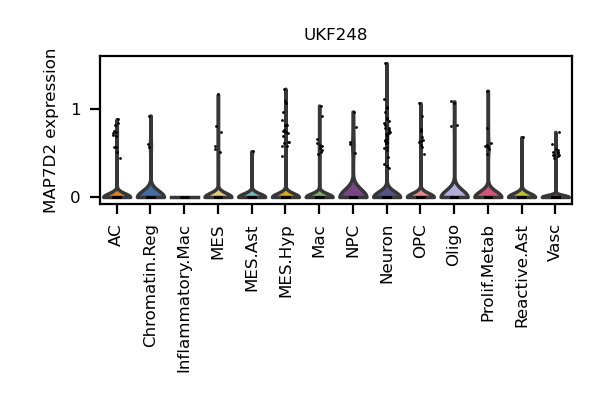 UKF248
MAP7D2 expression
1
0
AC
Chromatin.Reg
Inflammatory.Mac
MES
MES.Ast
MES.Hyp
Mac
NPC
Neuron
OPC
Oligo
Prolif.Metab
Reactive.Ast
Vasc